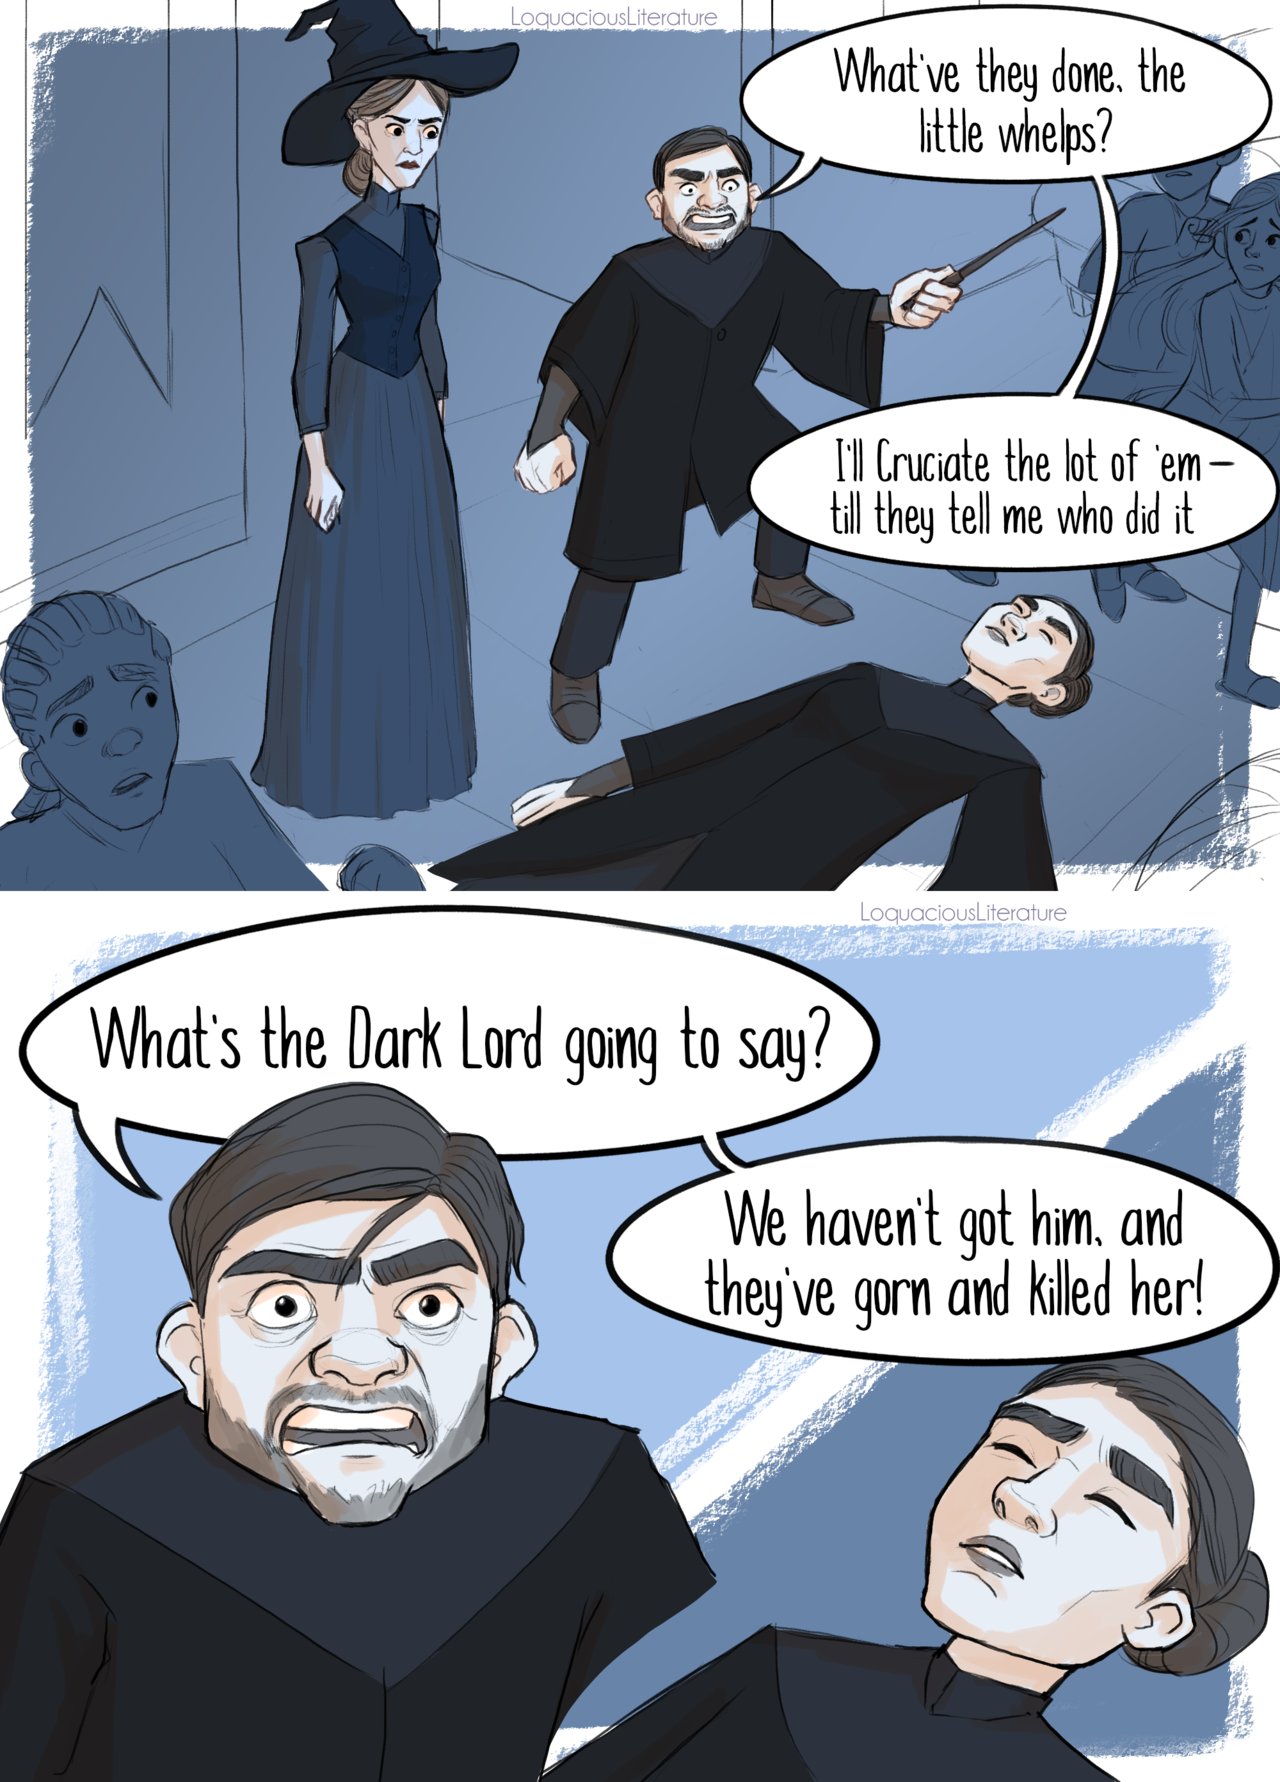 LoquaciousLiterature
What've they done, the
little whelps?
I'll Cruciate the lot of 'em –
till they tell me who did it
LoquaciousLiterature
What's the Dark Lord going to say?
We haven't got him, and
they've gorn and killed her!